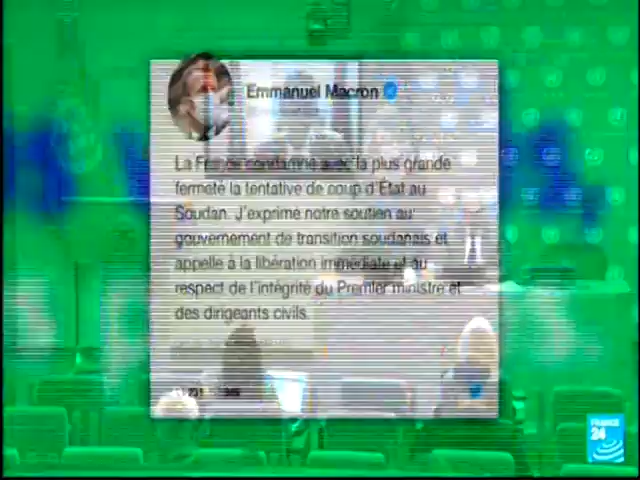 Emmanuel Macron
La France condamne avec la plus grande
fermeté la tentative de coup d'État au
Soudan. J'exprime notre soutien au
gouvernement de transition soudanais et
appelle à la libération immédiate et au
respect de l'intégrité du Premier ministre et
des dirigeants civils.
FRANCE
24